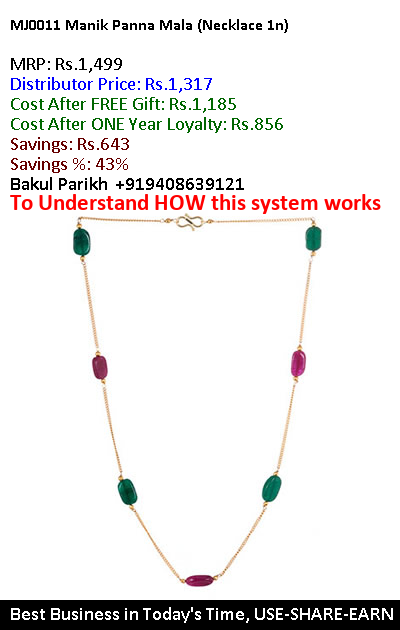 MJ0011 Manik Panna Mala (Necklace 1n)
MRP: Rs.1,499
Distributor Price: Rs.1,317
Cost After FREE Gift: Rs.1,185
Cost After ONE Year Loyalty: Rs.856
Savings: Rs.643
Savings %: 43%
Bakul Parikh +919408639121
To Understand HOW this system works
Best Business in Today's Time, USE-SHARE-EARN